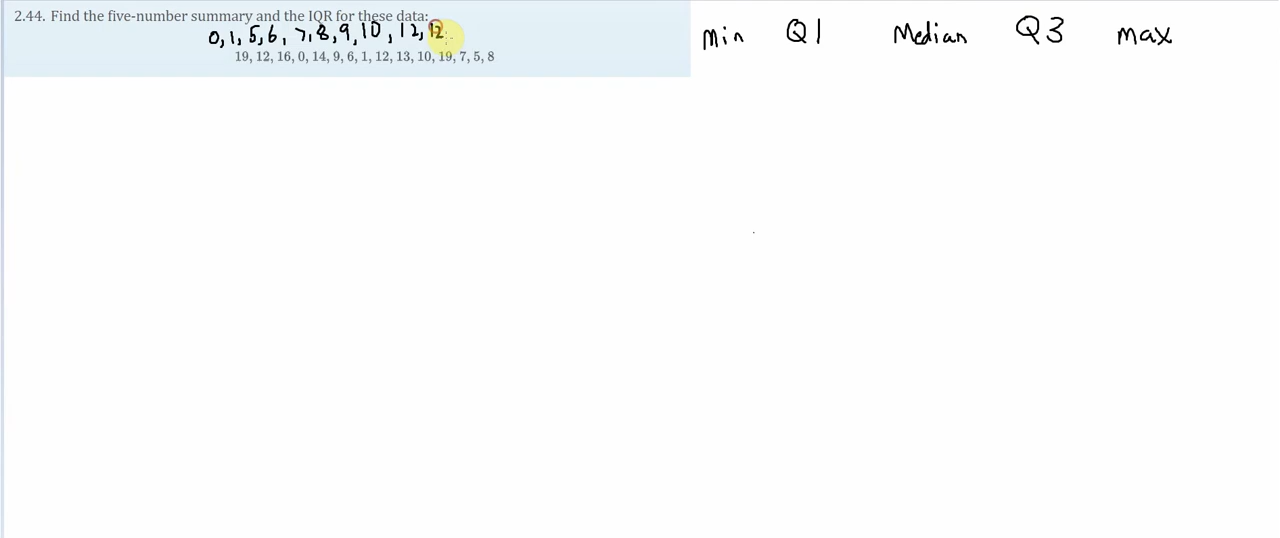 2.44. Find the five-number summary and the IQR for these data:
0, 1, 5, 6, 7, 8, 9, 10, 12, 12
19, 12, 16, 0, 14, 9, 6, 1, 12, 13, 10, 19, 7, 5, 8
Min Q1 Median Q3 max